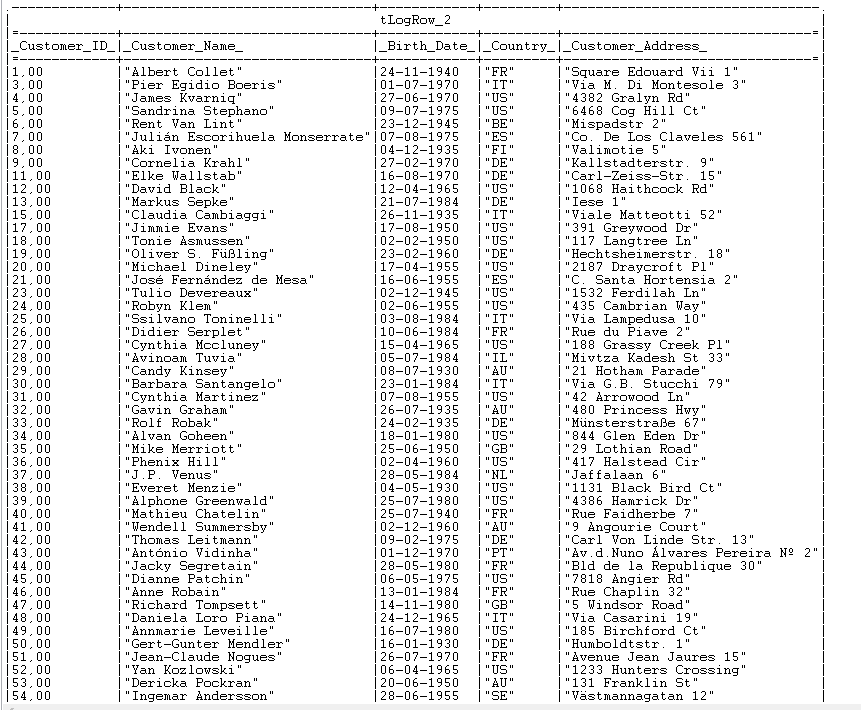 tLogRow_2
_Customer_ID_|_Customer_Name_|_Birth_Date_|_Country_|_Customer_Address_
1,00|"Albert Collet"|24-11-1940|"FR"|"Square Edouard Vii 1"
3,00|"Pier Egidio Boeris"|01-07-1970|"IT"|"Via M. Di Montesole 3"
4,00|"James Kvarniq"|27-06-1970|"US"|"4382 Gralyn Rd"
5,00|"Sandrina Stephano"|09-07-1975|"US"|"6468 Cog Hill Ct"
6,00|"Rent Van Lint"|23-12-1945|"BE"|"Mispadstr 2"
7,00|"Julián Escorihuela Monserrate"|07-08-1975|"ES"|"Co. De Los Claveles 561"
8,00|"Aki Ivonen"|04-12-1935|"FI"|"Valimotie 5"
9,00|"Cornelia Krahl"|27-02-1970|"DE"|"Kallstadterstr. 9"
11,00|"Elke Wallstab"|16-08-1970|"DE"|"Carl-Zeiss-Str. 15"
12,00|"David Black"|12-04-1965|"US"|"1068 Haithcock Rd"
13,00|"Markus Sepke"|21-07-1984|"DE"|"Iese 1"
15,00|"Claudia Cambiaggi"|26-11-1935|"IT"|"Viale Matteotti 52"
17,00|"Jimmie Evans"|17-08-1950|"US"|"391 Greywood Dr"
18,00|"Tonie Asmussen"|02-02-1950|"US"|"117 Langtree Ln"
19,00|"Oliver S. Füßling"|23-02-1960|"DE"|"Hechtsheimerstr. 18"
20,00|"Michael Dineley"|17-04-1955|"US"|"2187 Draycroft Pl"
21,00|"José Fernández de Mesa"|16-06-1955|"ES"|"C. Santa Hortensia 2"
23,00|"Tulio Devereaux"|02-12-1945|"US"|"1532 Ferdilah Ln"
24,00|"Robyn Klem"|02-06-1955|"US"|"435 Cambrian Way"
25,00|"Ssilvano Toninelli"|03-08-1984|"IT"|"Via Lampedusa 10"
26,00|"Didier Serplet"|10-06-1984|"FR"|"Rue du Piave 2"
27,00|"Cynthia Mccluney"|15-04-1965|"US"|"188 Grassy Creek Pl"
28,00|"Avinoam Tuvia"|05-07-1984|"IL"|"Mivtza Kadesh St 33"
29,00|"Candy Kinsey"|08-07-1930|"AU"|"21 Hotham Parade"
30,00|"Barbara Santangelo"|23-01-1984|"IT"|"Via G.B. Stucchi 79"
31,00|"Cynthia Martinez"|07-08-1955|"US"|"42 Arrowood Ln"
32,00|"Gavin Graham"|26-07-1935|"AU"|"480 Princess Hwy"
33,00|"Rolf Robak"|24-02-1935|"DE"|"Münsterstraße 67"
34,00|"Alvan Goheen"|18-01-1980|"US"|"844 Glen Eden Dr"
35,00|"Mike Merriott"|25-06-1950|"GB"|"29 Lothian Road"
36,00|"Phenix Hill"|02-04-1960|"US"|"417 Halstead Cir"
37,00|"J.P. Venus"|28-05-1984|"NL"|"Jaffalaan 6"
38,00|"Everet Menzie"|04-05-1930|"US"|"1131 Black Bird Ct"
39,00|"Alphone Greenwald"|25-07-1980|"US"|"4386 Hamrick Dr"
40,00|"Mathieu Chatelin"|25-07-1940|"FR"|"Rue Faidherbe 7"
41,00|"Wendell Summersby"|02-12-1960|"AU"|"9 Angourie Court"
42,00|"Thomas Leitmann"|09-02-1975|"DE"|"Carl Von Linde Str. 13"
43,00|"António Vidinha"|01-12-1970|"PT"|"Av.d.Nuno Álvares Pereira Nº 2"
44,00|"Jacky Segretain"|28-05-1980|"FR"|"Bld de la Republique 30"
45,00|"Dianne Patchin"|06-05-1975|"US"|"7818 Angier Rd"
46,00|"Anne Robain"|13-01-1984|"FR"|"Rue Chaplin 32"
47,00|"Richard Tompsett"|14-11-1980|"GB"|"5 Windsor Road"
48,00|"Daniela Loro Piana"|24-12-1965|"IT"|"Via Casarini 19"
49,00|"Annmarie Leveille"|16-07-1980|"US"|"185 Birchford Ct"
50,00|"Gert-Gunter Mendler"|16-01-1930|"DE"|"Humboldtstr. 1"
51,00|"Jean-Claude Nogues"|26-07-1970|"FR"|"Avenue Jean Jaures 15"
52,00|"Yan Kozlowski"|06-04-1965|"US"|"1233 Hunters Crossing"
53,00|"Dericka Pockran"|20-06-1950|"AU"|"131 Franklin St"
54,00|"Ingemar Andersson"|28-06-1955|"SE"|"Västmannagatan 12"